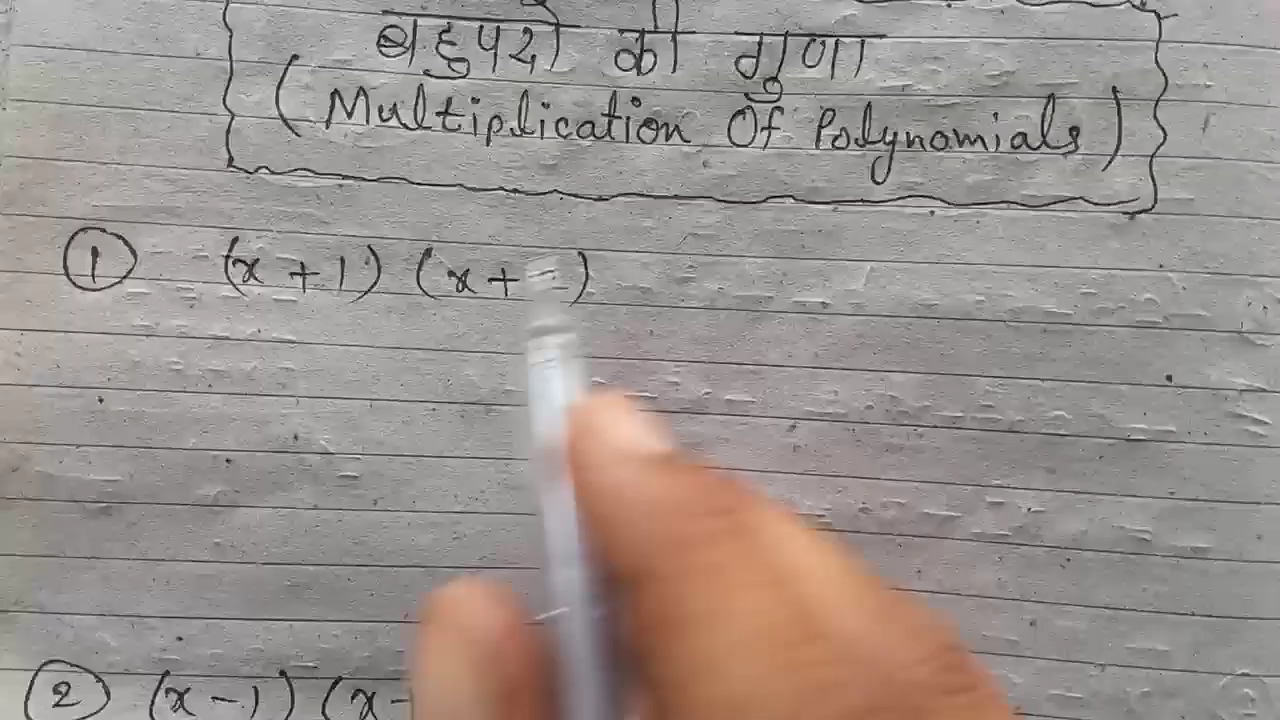 बहुपदों की गुणा
(Multiplication Of Polynomials)
① (x + 1) (x + )
② (x - 1) (x -